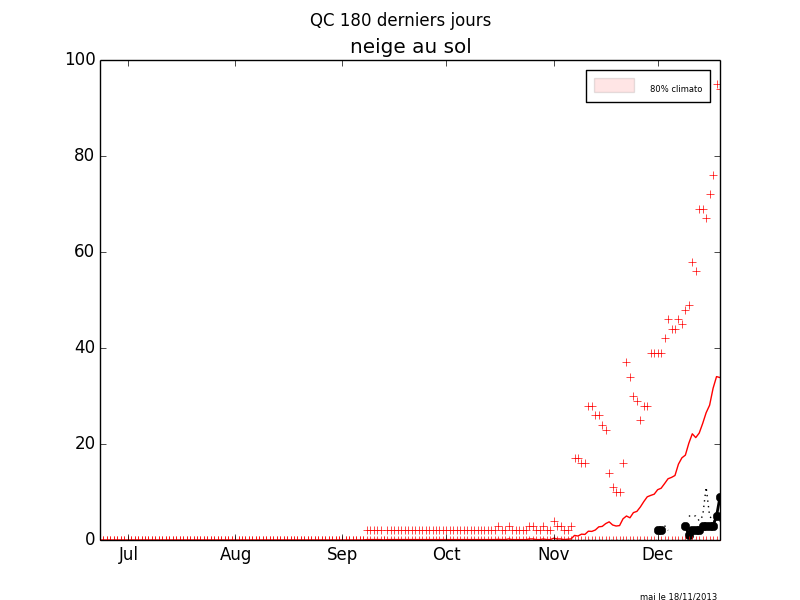 QC 180 derniers jours
neige au sol
100
80% climato
80
60
40
20
0
Jul Aug Sep Oct Nov Dec
maj le 18/11/2013